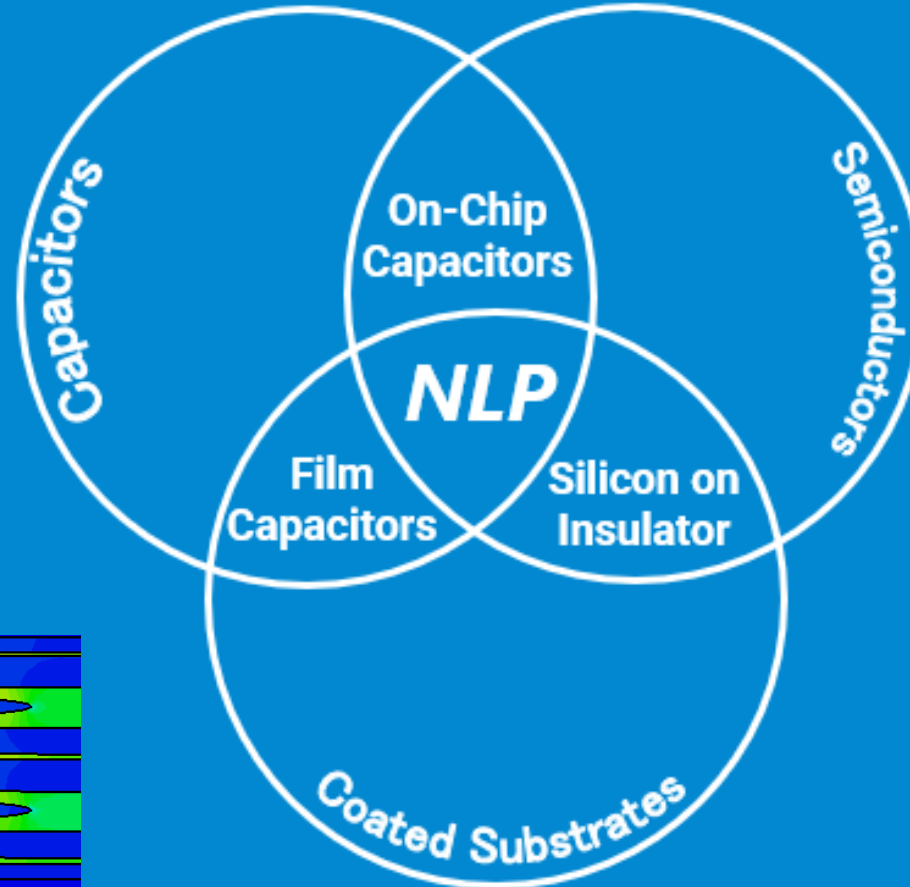 Capacitors
Semiconductors
On-Chip
Capacitors
NLP
Film
Capacitors
Silicon on
Insulator
Coated Substrates